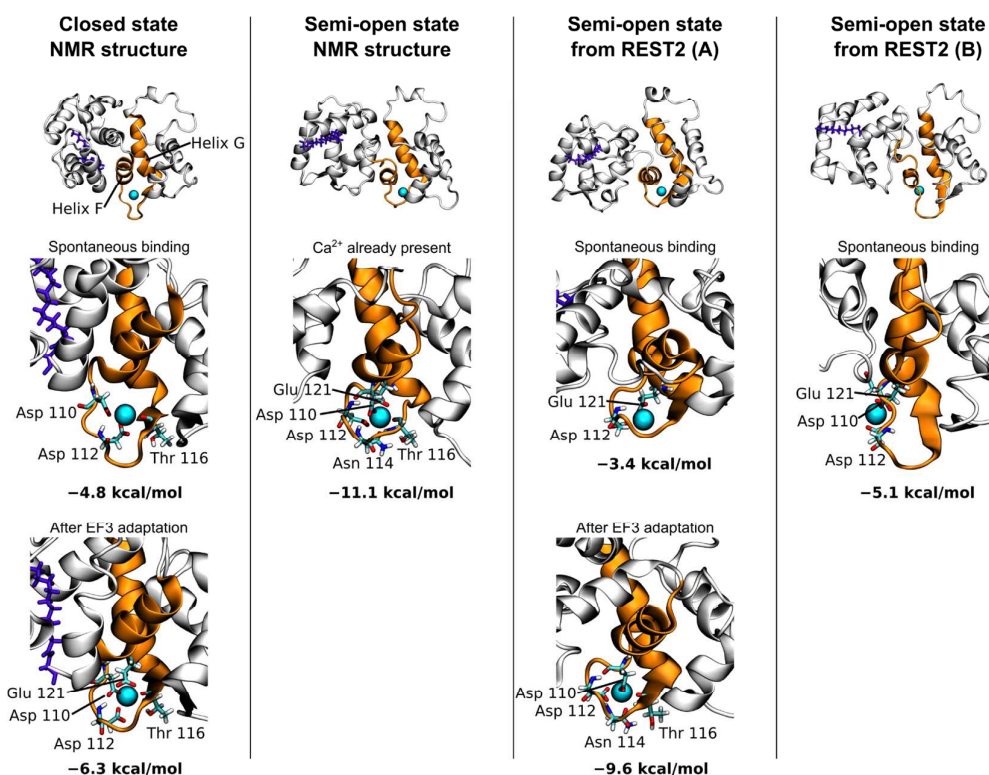 Closed state
NMR structure
Helix G
Helix F
Spontaneous binding
Asp 110
Asp 112
Thr 116
−4.8 kcal/mol
After EF3 adaptation
Glu 121
Asp 110
Asp 112
Thr 116
−6.3 kcal/mol
Semi-open state
NMR structure
Ca²⁺ already present
Glu 121
Asp 110
Asp 112
Asn 114
Thr 116
−11.1 kcal/mol
Semi-open state
from REST2 (A)
Spontaneous binding
Glu 121
Asp 112
−3.4 kcal/mol
After EF3 adaptation
Asp 110
Asp 112
Asn 114
Thr 116
−9.6 kcal/mol
Semi-open state
from REST2 (B)
Spontaneous binding
Glu 121
Asp 110
Asp 112
−5.1 kcal/mol